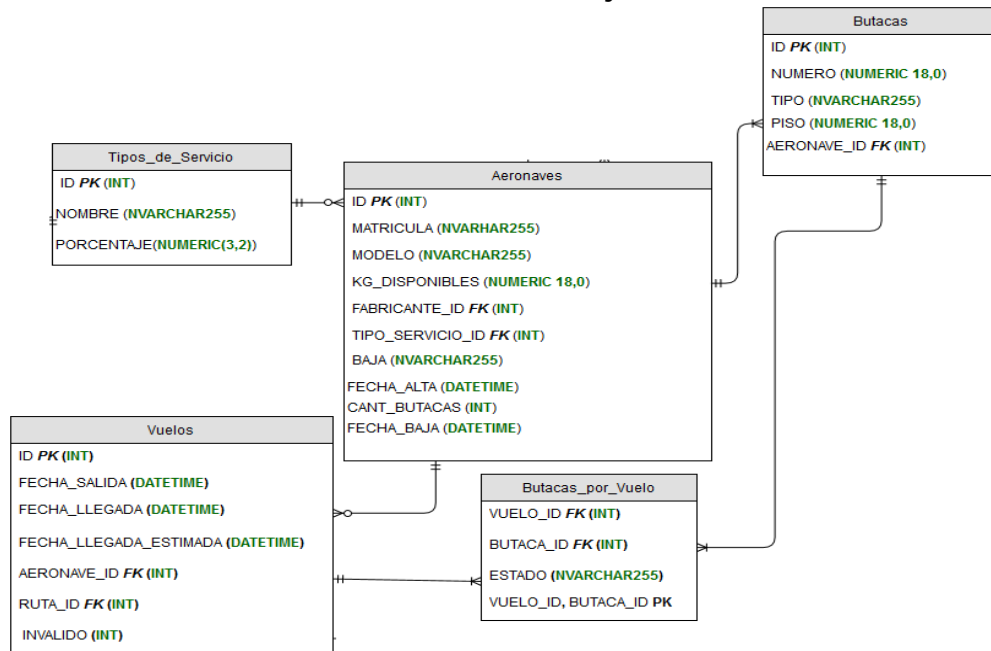 Butacas
ID PK (INT)
NUMERO (NUMERIC 18,0)
TIPO (NVARCHAR255)
PISO (NUMERIC 18,0)
AERONAVE_ID FK (INT)
Tipos_de_Servicio
ID PK (INT)
NOMBRE (NVARCHAR255)
PORCENTAJE(NUMERIC(3,2))
Aeronaves
ID PK (INT)
MATRICULA (NVARHAR255)
MODELO (NVARCHAR255)
KG_DISPONIBLES (NUMERIC 18,0)
FABRICANTE_ID FK (INT)
TIPO_SERVICIO_ID FK (INT)
BAJA (NVARCHAR255)
FECHA_ALTA (DATETIME)
CANT_BUTACAS (INT)
FECHA_BAJA (DATETIME)
Vuelos
ID PK (INT)
FECHA_SALIDA (DATETIME)
FECHA_LLEGADA (DATETIME)
FECHA_LLEGADA_ESTIMADA (DATETIME)
AERONAVE_ID FK (INT)
RUTA_ID FK (INT)
INVALIDO (INT)
Butacas_por_Vuelo
VUELO_ID FK (INT)
BUTACA_ID FK (INT)
ESTADO (NVARCHAR255)
VUELO_ID, BUTACA_ID PK